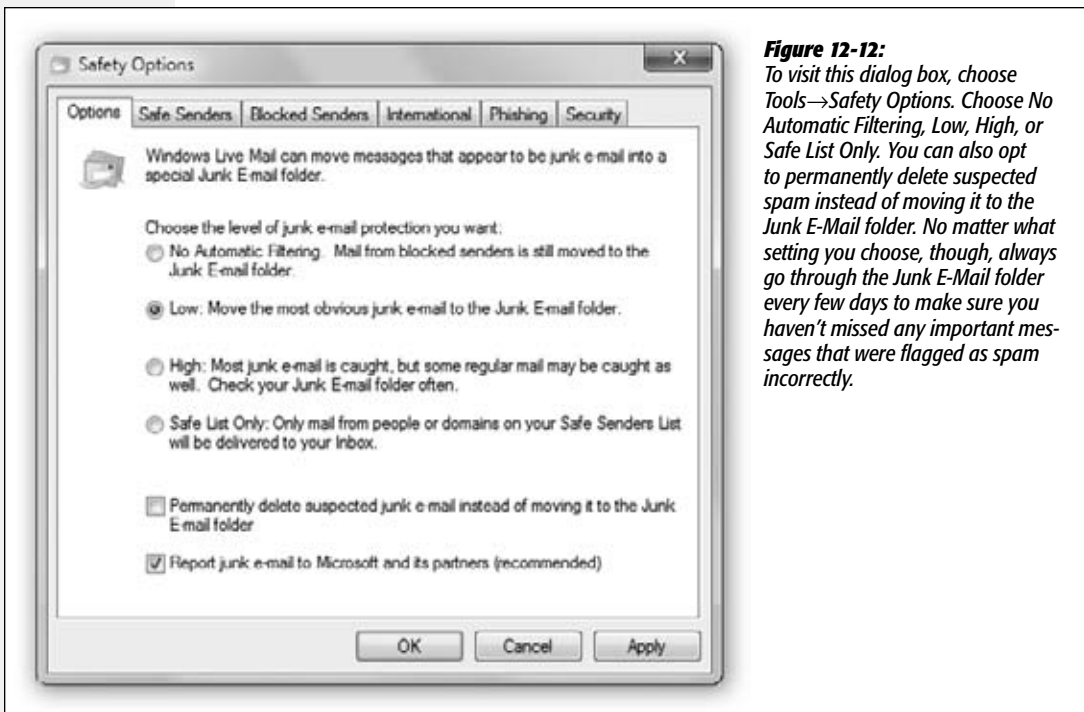 Safety Options
X
Options
Safe Senders
Blocked Senders
International
Phishing
Security
Windows Live Mail can move messages that appear to be junk e-mail into a
special Junk E-mail folder.
Choose the level of junk e-mail protection you want:
No Automatic Filtering. Mail from blocked senders is still moved to the
Junk E-mail folder.
Low: Move the most obvious junk e-mail to the Junk E-mail folder.
High: Most junk e-mail is caught, but some regular mail may be caught as
well. Check your Junk E-mail folder often.
Safe List Only: Only mail from people or domains on your Safe Senders List
will be delivered to your Inbox.
Permanently delete suspected junk e-mail instead of moving it to the Junk
E-mail folder
Report junk e-mail to Microsoft and its partners (recommended)
OK
Cancel
Apply
Figure 12-12:
To visit this dialog box, choose
Tools→Safety Options. Choose No
Automatic Filtering, Low, High, or
Safe List Only. You can also opt
to permanently delete suspected
spam instead of moving it to the
Junk E-Mail folder. No matter what
setting you choose, though, always
go through the Junk E-Mail folder
every few days to make sure you
haven't missed any important mes-
sages that were flagged as spam
incorrectly.